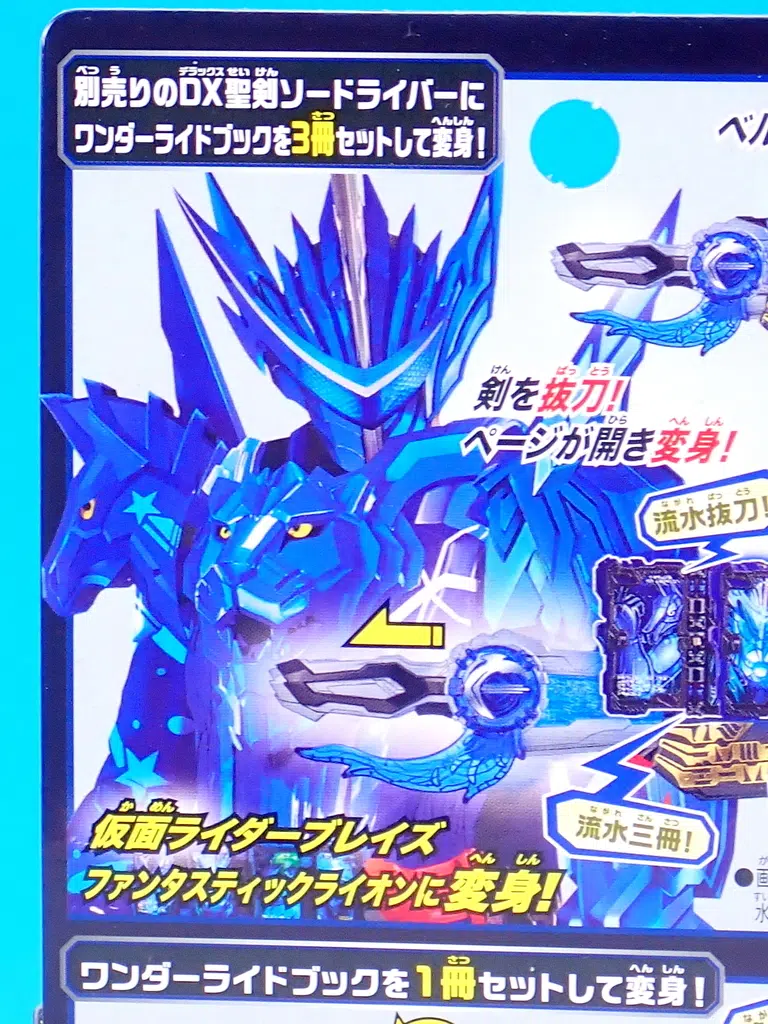 別売りのDX聖剣ソードライバーに
ワンダーライドブックを3冊セットして変身!
ベル
剣を抜刀!
ページが開き変身!
流水抜刀!
流水三冊!
仮面ライダーブレイズ
ファンタスティックライオンに変身!
●画
水
ワンダーライドブックを1冊セットして変身!